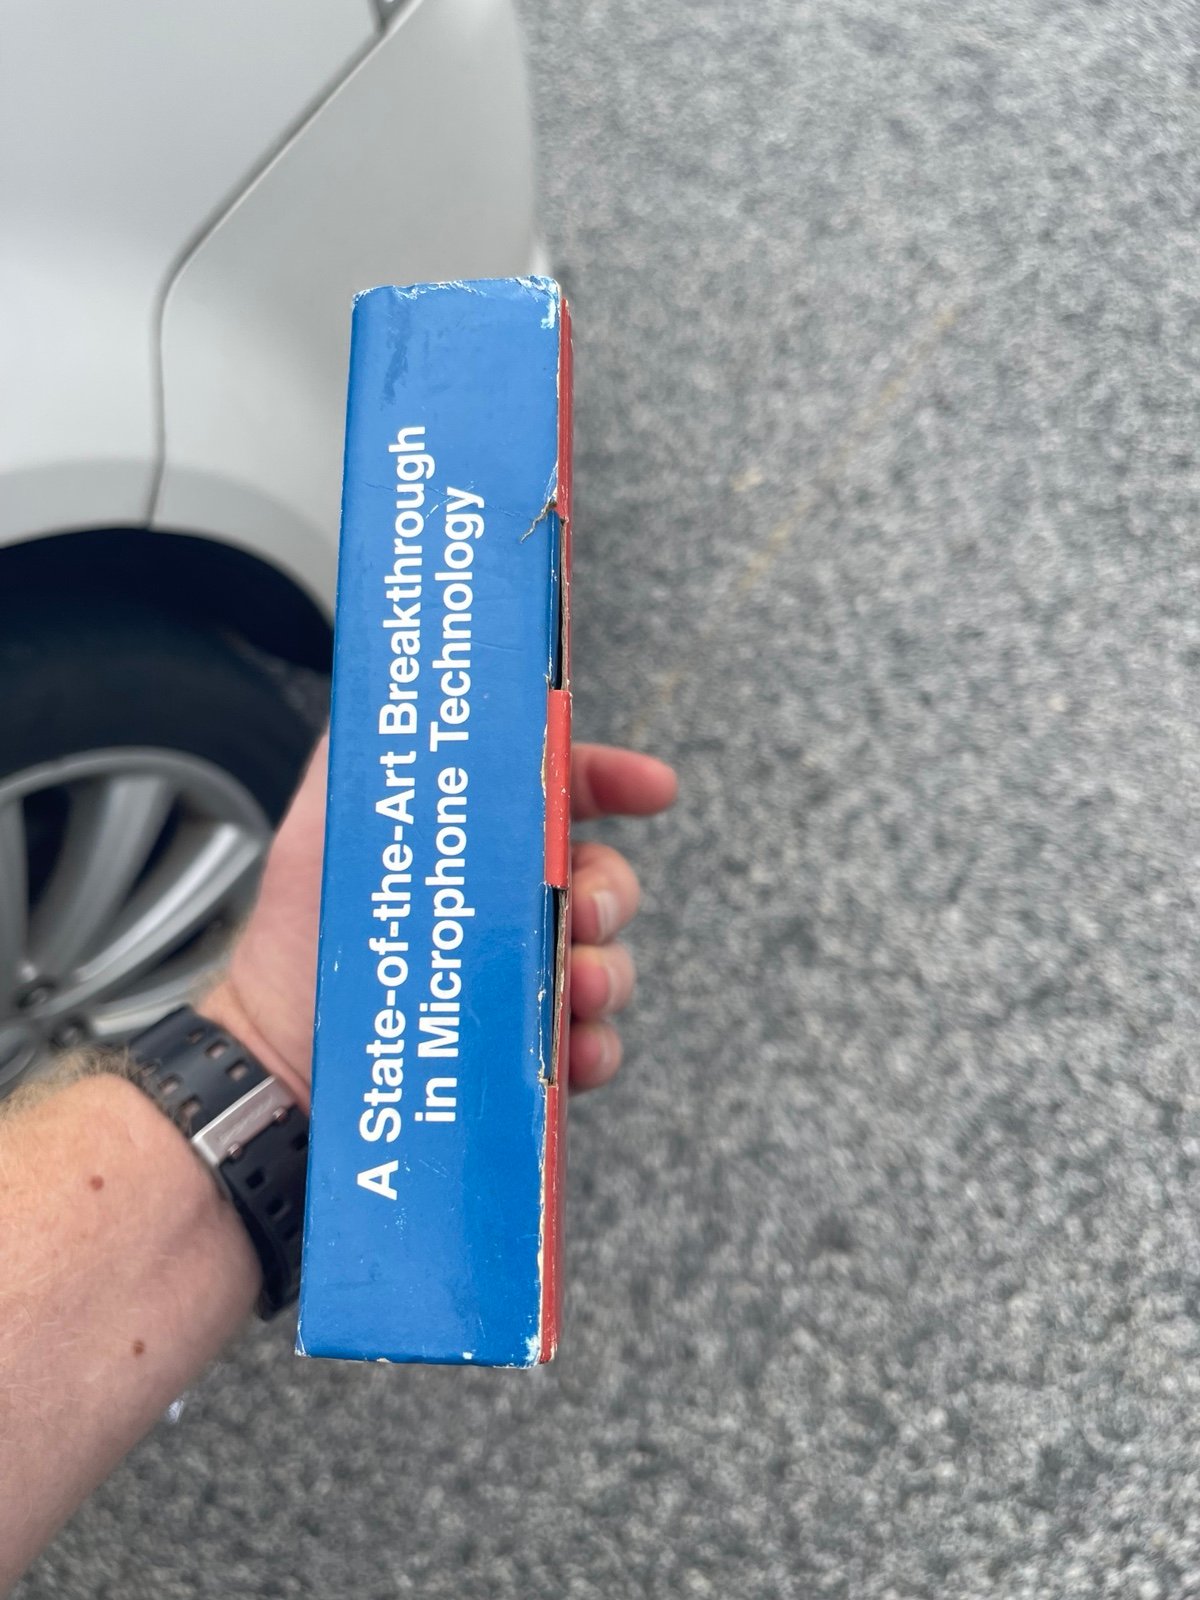 A State-of-the-Art Breakthrough
in Microphone Technology